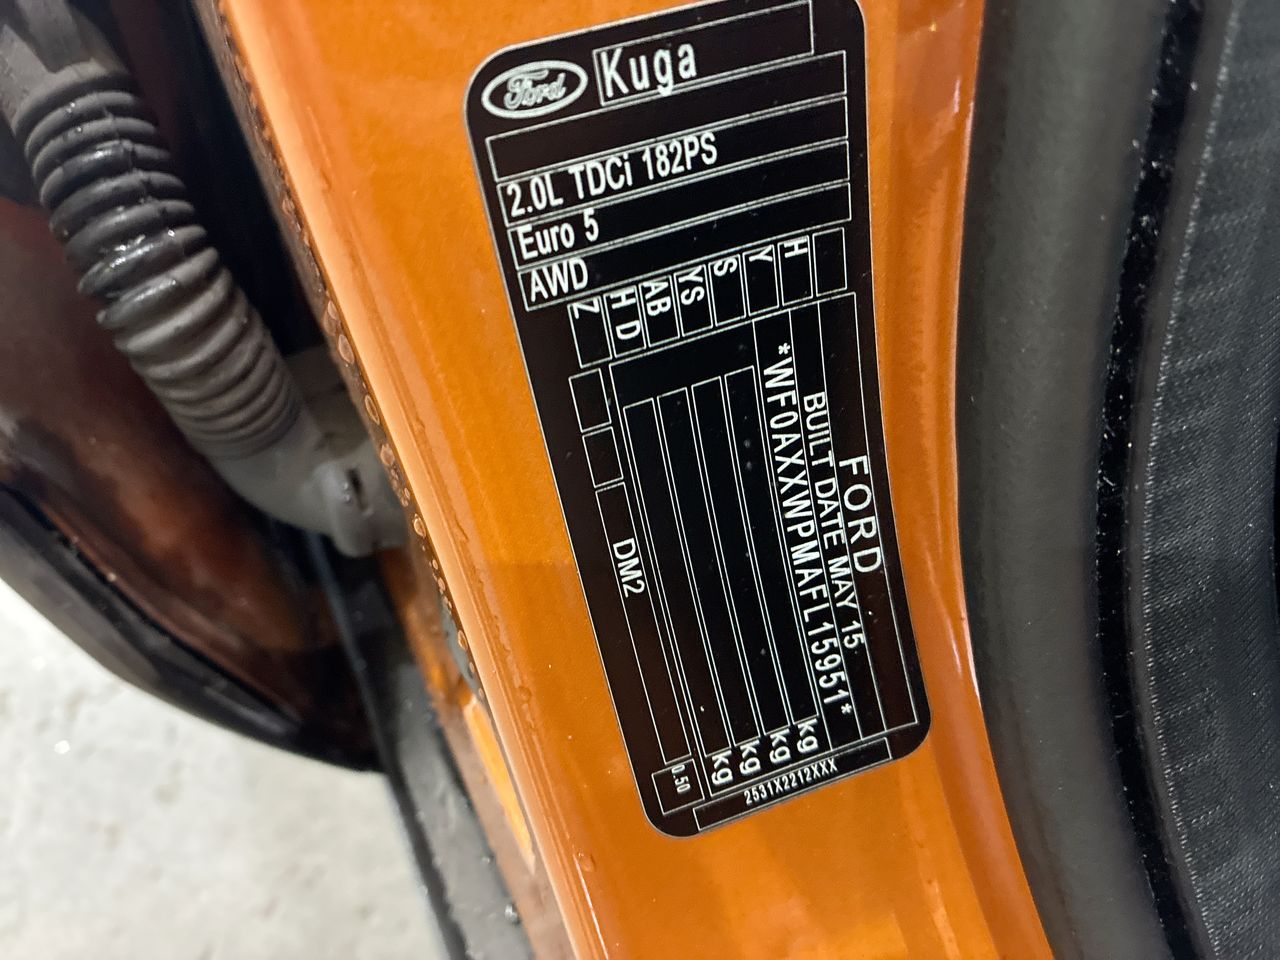 Ford
Kuga
2.0L TDCi 182PS
Euro 5
AWD
H
Y
S
YS
AB
H D
Z
FORD
BUILT DATE MAY 15
*WF0AXXWPMAFL15951*
kg
kg
kg
kg
DM2
0.50
2531X2212XXX